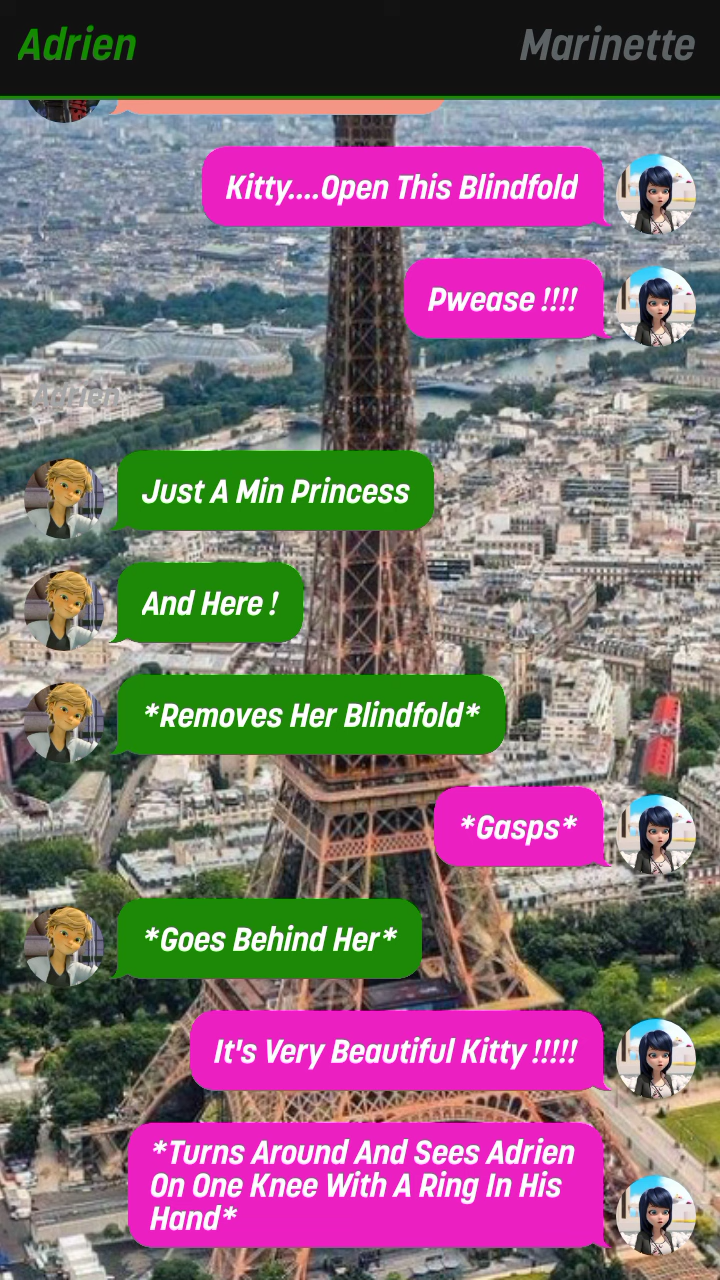 Adrien
Marinette
Kitty....Open This Blindfold
Pwease !!!!
Adrien
Just A Min Princess
And Here !
*Removes Her Blindfold*
*Gasps*
*Goes Behind Her*
It's Very Beautiful Kitty !!!!!
*Turns Around And Sees Adrien
On One Knee With A Ring In His
Hand*